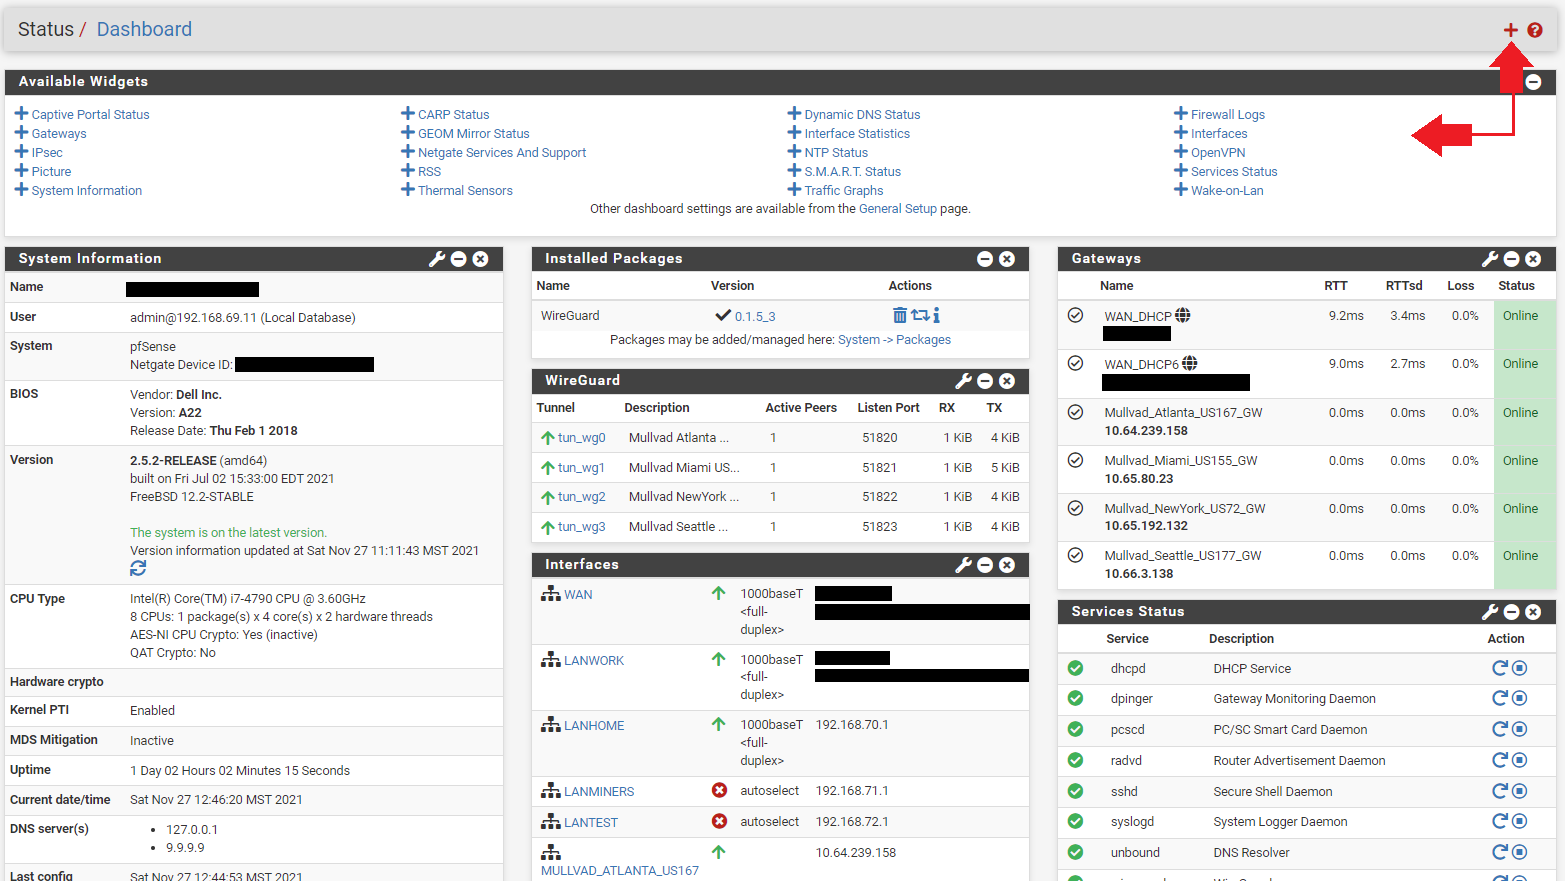 Status / Dashboard
Available Widgets
Captive Portal Status
Gateways
IPsec
Picture
System Information
CARP Status
GEOM Mirror Status
Netgate Services And Support
RSS
Thermal Sensors
Dynamic DNS Status
Interface Statistics
NTP Status
S.M.A.R.T. Status
Traffic Graphs
Firewall Logs
Interfaces
OpenVPN
Services Status
Wake-on-Lan
Other dashboard settings are available from the General Setup page.
System Information
Name
User admin@192.168.69.11 (Local Database)
System pfSense
Netgate Device ID:
BIOS Vendor: Dell Inc.
Version: A22
Release Date: Thu Feb 1 2018
Version 2.5.2-RELEASE (amd64)
built on Fri Jul 02 15:33:00 EDT 2021
FreeBSD 12.2-STABLE
The system is on the latest version.
Version information updated at Sat Nov 27 11:11:43 MST 2021
CPU Type Intel(R) Core(TM) i7-4790 CPU @ 3.60GHz
8 CPUs: 1 package(s) x 4 core(s) x 2 hardware threads
AES-NI CPU Crypto: Yes (inactive)
QAT Crypto: No
Hardware crypto
Kernel PTI Enabled
MDS Mitigation Inactive
Uptime 1 Day 02 Hours 02 Minutes 15 Seconds
Current date/time Sat Nov 27 12:46:20 MST 2021
DNS server(s) • 127.0.0.1
• 9.9.9.9
Last config Sat Nov 27 12:44:53 MST 2021
Installed Packages
Name Version Actions
WireGuard 0.1.5_3
Packages may be added/managed here: System -> Packages
WireGuard
Tunnel Description Active Peers Listen Port RX TX
tun_wg0 Mullvad Atlanta ... 1 51820 1 KiB 4 KiB
tun_wg1 Mullvad Miami US... 1 51821 1 KiB 5 KiB
tun_wg2 Mullvad NewYork ... 1 51822 1 KiB 4 KiB
tun_wg3 Mullvad Seattle ... 1 51823 1 KiB 4 KiB
Interfaces
WAN 1000baseT
<full-
duplex>
LANWORK 1000baseT
<full-
duplex>
LANHOME 1000baseT 192.168.70.1
<full-
duplex>
LANMINERS autoselect 192.168.71.1
LANTEST autoselect 192.168.72.1
10.64.239.158
MULLVAD_ATLANTA_US167
Gateways
Name RTT RTTsd Loss Status
WAN_DHCP 9.2ms 3.4ms 0.0% Online
WAN_DHCP6 9.0ms 2.7ms 0.0% Online
Mullvad_Atlanta_US167_GW 0.0ms 0.0ms 0.0% Online
10.64.239.158
Mullvad_Miami_US155_GW 0.0ms 0.0ms 0.0% Online
10.65.80.23
Mullvad_NewYork_US72_GW 0.0ms 0.0ms 0.0% Online
10.65.192.132
Mullvad_Seattle_US177_GW 0.0ms 0.0ms 0.0% Online
10.66.3.138
Services Status
Service Description Action
dhcpd DHCP Service
dpinger Gateway Monitoring Daemon
pcscd PC/SC Smart Card Daemon
radvd Router Advertisement Daemon
sshd Secure Shell Daemon
syslogd System Logger Daemon
unbound DNS Resolver